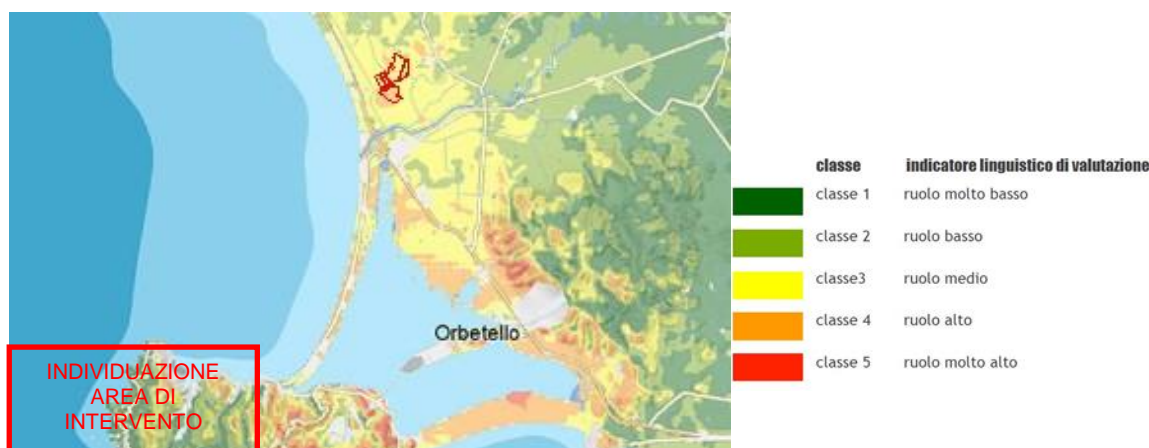 Orbetello
INDIVIDUAZIONE
AREA DI
INTERVENTO
classe indicatore linguistico di valutazione
classe 1 ruolo molto basso
classe 2 ruolo basso
classe3 ruolo medio
classe 4 ruolo alto
classe 5 ruolo molto alto